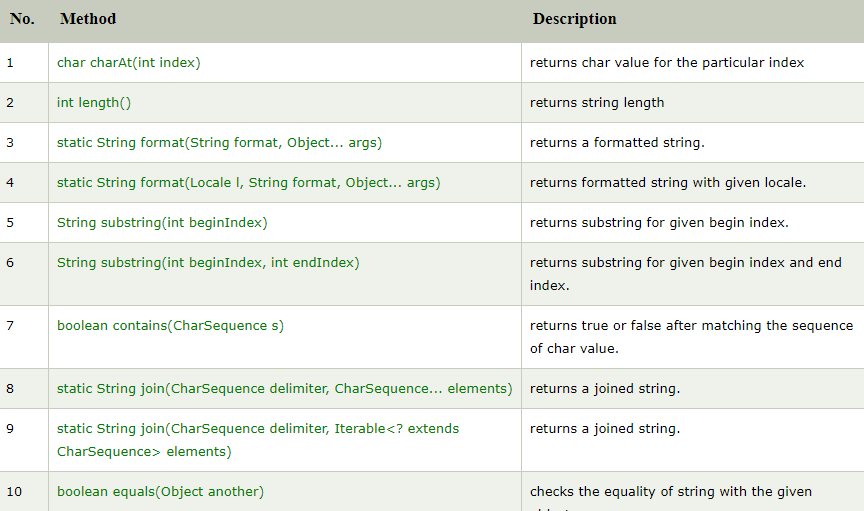 No. Method Description
1 char charAt(int index) returns char value for the particular index
2 int length() returns string length
3 static String format(String format, Object... args) returns a formatted string.
4 static String format(Locale l, String format, Object... args) returns formatted string with given locale.
5 String substring(int beginIndex) returns substring for given begin index.
6 String substring(int beginIndex, int endIndex) returns substring for given begin index and end
index.
7 boolean contains(CharSequence s) returns true or false after matching the sequence
of char value.
8 static String join(CharSequence delimiter, CharSequence... elements) returns a joined string.
9 static String join(CharSequence delimiter, Iterable<? extends returns a joined string.
CharSequence> elements)
10 boolean equals(Object another) checks the equality of string with the given